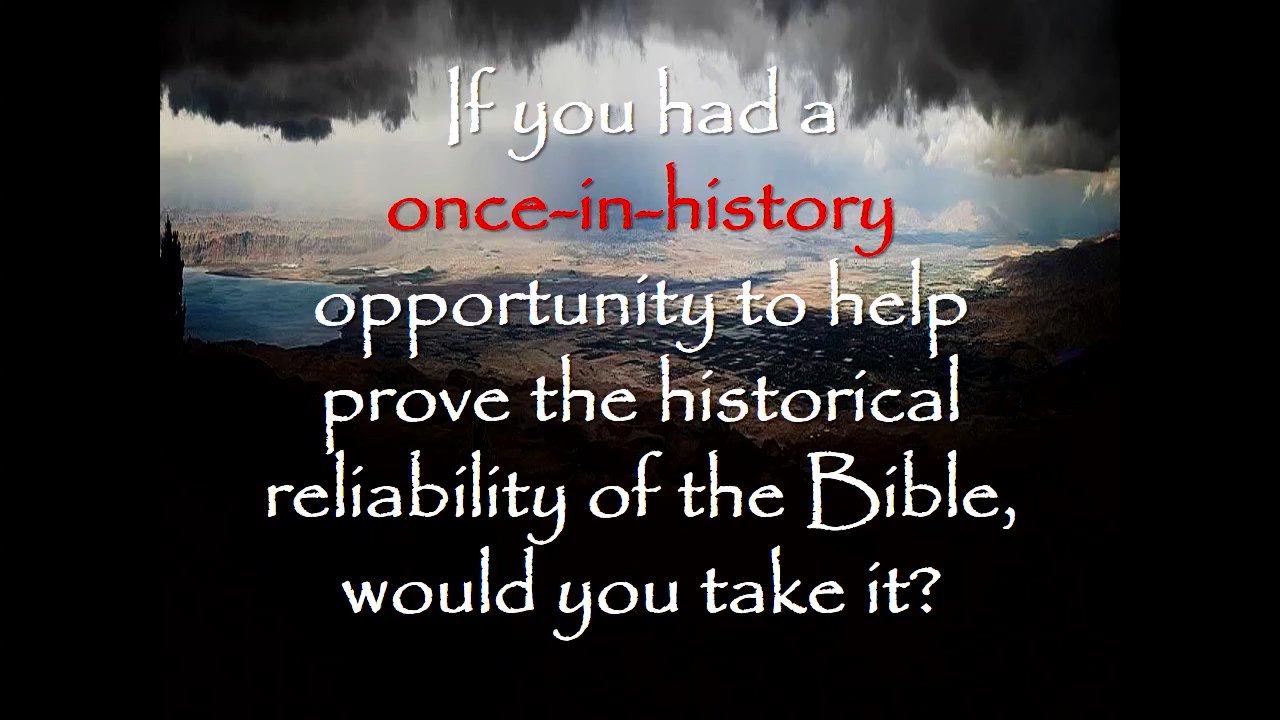 If you had a
once-in-history
opportunity to help
prove the historical
reliability of the Bible,
would you take it?